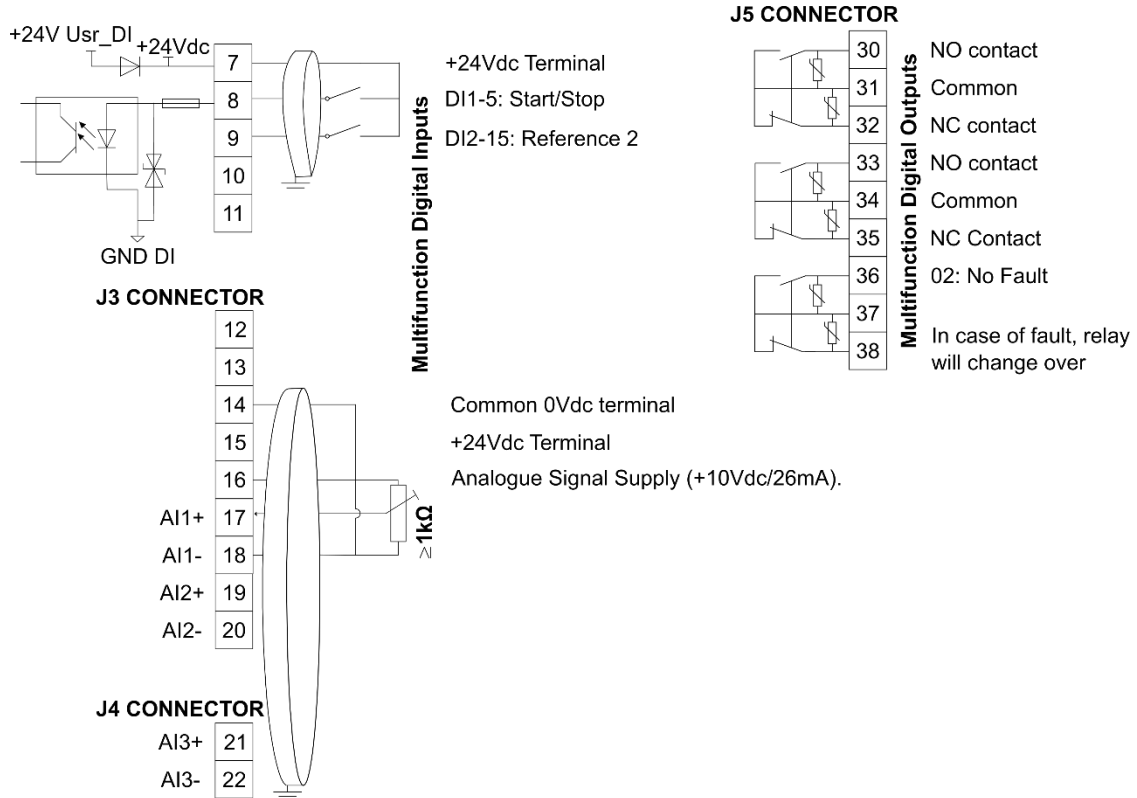 +24V Usr_DI
+24Vdc
7
8
9
10
11
GND DI
+24Vdc Terminal
DI1-5: Start/Stop
DI2-15: Reference 2
Multifunction Digital Inputs
J3 CONNECTOR
12
13
14
15
16
AI1+ 17
AI1- 18
AI2+ 19
AI2- 20
Common 0Vdc terminal
+24Vdc Terminal
Analogue Signal Supply (+10Vdc/26mA).
≥1kΩ
J4 CONNECTOR
AI3+ 21
AI3- 22
J5 CONNECTOR
30 NO contact
31 Common
32 NC contact
33 NO contact
34 Common
35 NC Contact
36 02: No Fault
37
38
In case of fault, relay
will change over
Multifunction Digital Outputs